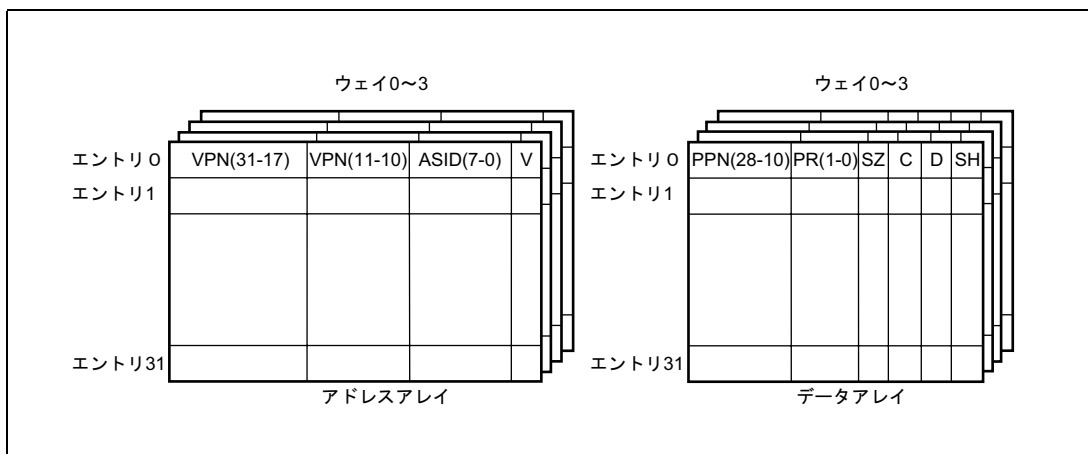 ウェイ0～3
エントリ0 VPN(31-17) VPN(11-10) ASID(7-0) V
エントリ1
エントリ31
アドレスアレイ
ウェイ0～3
エントリ0 PPN(28-10) PR(1-0) SZ C D SH
エントリ1
エントリ31
データアレイ